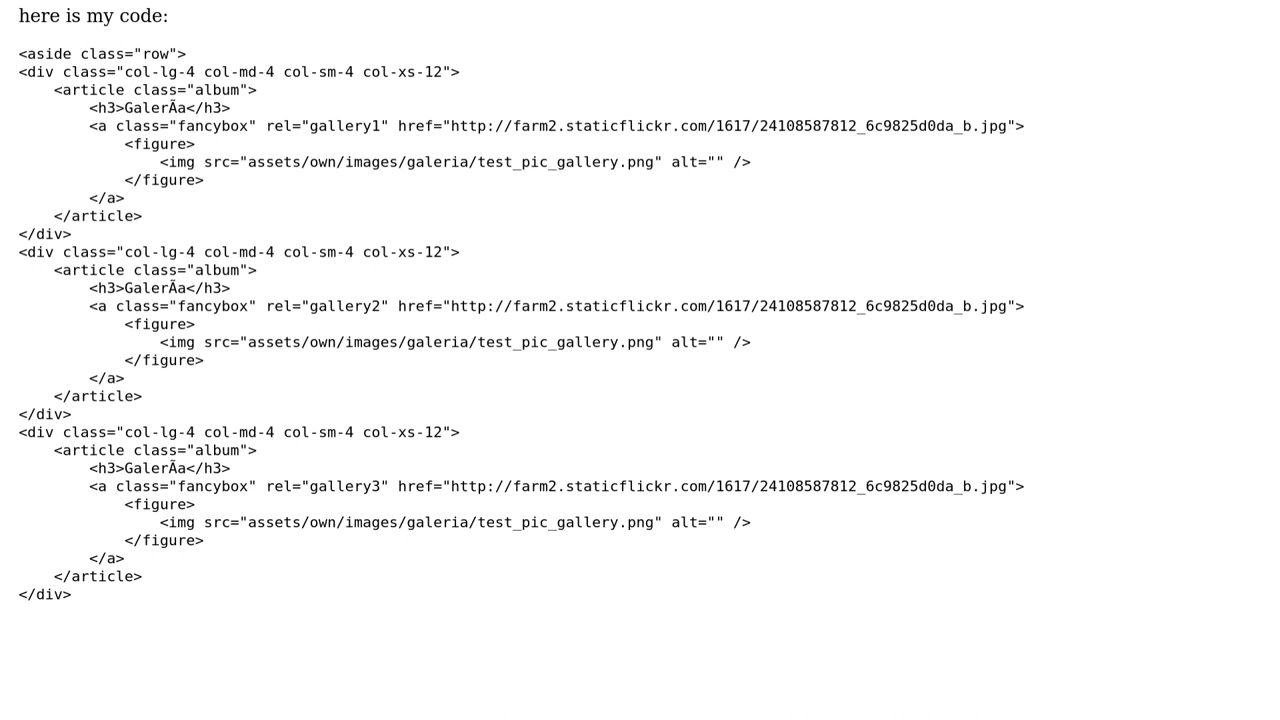 here is my code:
<aside class="row">
<div class="col-lg-4 col-md-4 col-sm-4 col-xs-12">
    <article class="album">
        <h3>GalerÃa</h3>
        <a class="fancybox" rel="gallery1" href="http://farm2.staticflickr.com/1617/24108587812_6c9825d0da_b.jpg">
            <figure>
                <img src="assets/own/images/galeria/test_pic_gallery.png" alt="" />
            </figure>
        </a>
    </article>
</div>
<div class="col-lg-4 col-md-4 col-sm-4 col-xs-12">
    <article class="album">
        <h3>GalerÃa</h3>
        <a class="fancybox" rel="gallery2" href="http://farm2.staticflickr.com/1617/24108587812_6c9825d0da_b.jpg">
            <figure>
                <img src="assets/own/images/galeria/test_pic_gallery.png" alt="" />
            </figure>
        </a>
    </article>
</div>
<div class="col-lg-4 col-md-4 col-sm-4 col-xs-12">
    <article class="album">
        <h3>GalerÃa</h3>
        <a class="fancybox" rel="gallery3" href="http://farm2.staticflickr.com/1617/24108587812_6c9825d0da_b.jpg">
            <figure>
                <img src="assets/own/images/galeria/test_pic_gallery.png" alt="" />
            </figure>
        </a>
    </article>
</div>